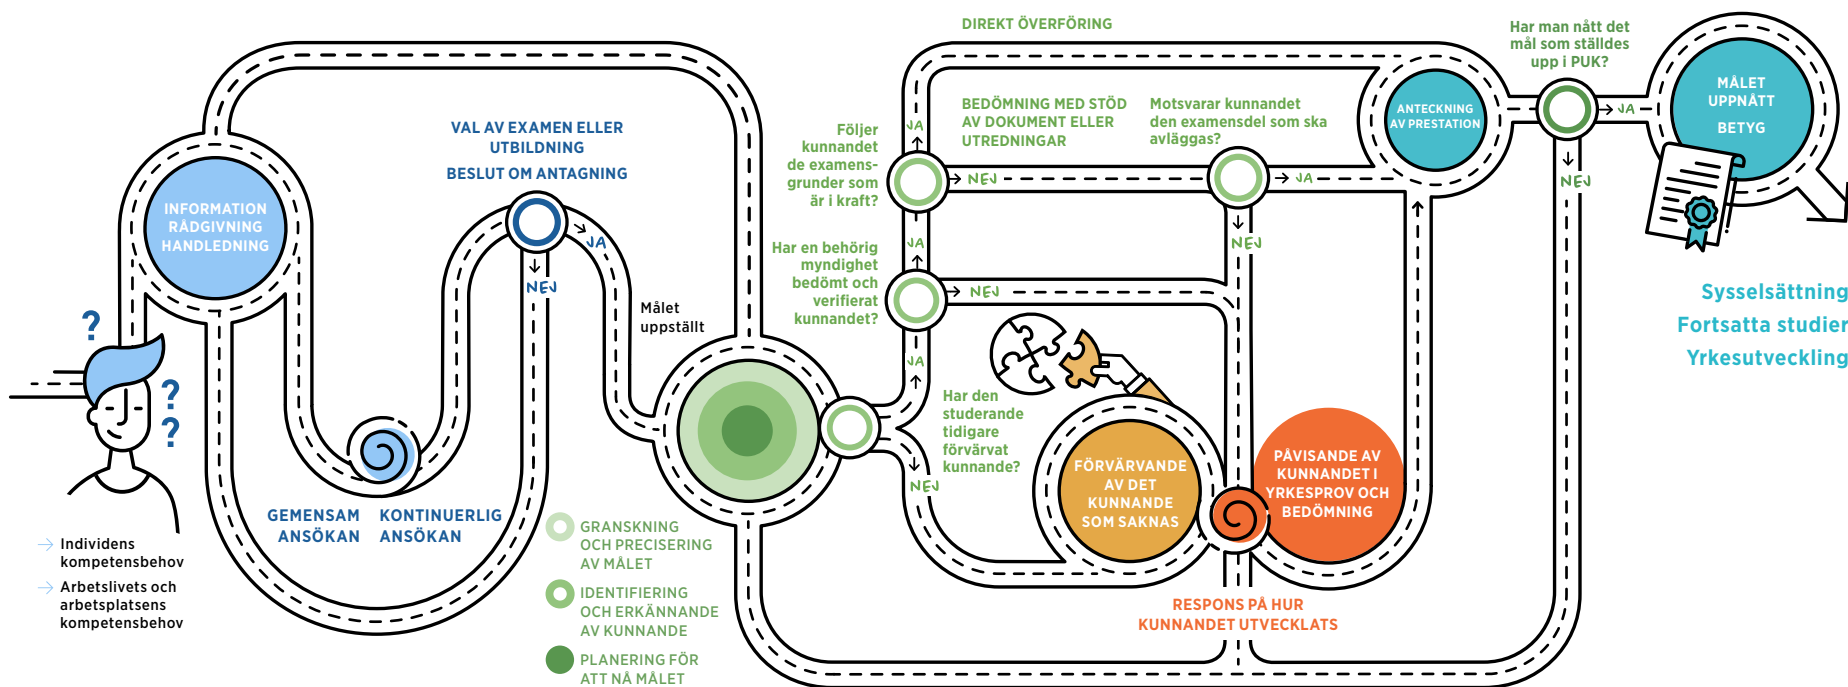 INFORMATION
RÅDGIVNING
HANDLEDNING
?
?
?
→ Individens
kompetensbehov
→ Arbetslivets och
arbetsplatsens
kompetensbehov
GEMENSAM
ANSÖKAN
KONTINUERLIG
ANSÖKAN
VAL AV EXAMEN ELLER
UTBILDNING
BESLUT OM ANTAGNING
JA
NEJ
Målet
uppställt
GRANSKNING
OCH PRECISERING
AV MÅLET
IDENTIFIERING
OCH ERKÄNNANDE
AV KUNNANDE
PLANERING FÖR
ATT NÅ MÅLET
Har den
studerande
tidigare
förvärvat
kunnande?
JA
NEJ
Har en behörig
myndighet
bedömt och
verifierat
kunnandet?
JA
NEJ
Följer
kunnandet
de examens-
grunder som
är i kraft?
JA
NEJ
DIREKT ÖVERFÖRING
BEDÖMNING MED STÖD
AV DOKUMENT ELLER
UTREDNINGAR
Motsvarar kunnandet
den examensdel som ska
avläggas?
JA
NEJ
FÖRVÄRVANDE
AV DET
KUNNANDE
SOM SAKNAS
PÅVISANDE AV
KUNNANDET I
YRKESPROV OCH
BEDÖMNING
RESPONS PÅ HUR
KUNNANDET UTVECKLATS
ANTECKNING
AV PRESTATION
Har man nått det
mål som ställdes
upp i PUK?
JA
NEJ
MÅLET
UPPNÅTT
BETYG
Sysselsättning
Fortsatta studier
Yrkesutveckling